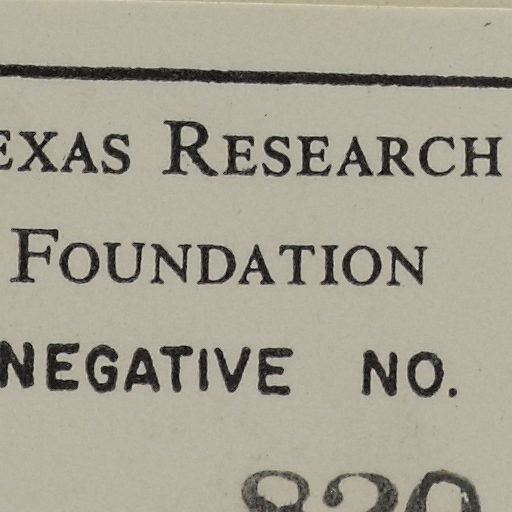 EXAS RESEARCH
FOUNDATION
NEGATIVE NO.